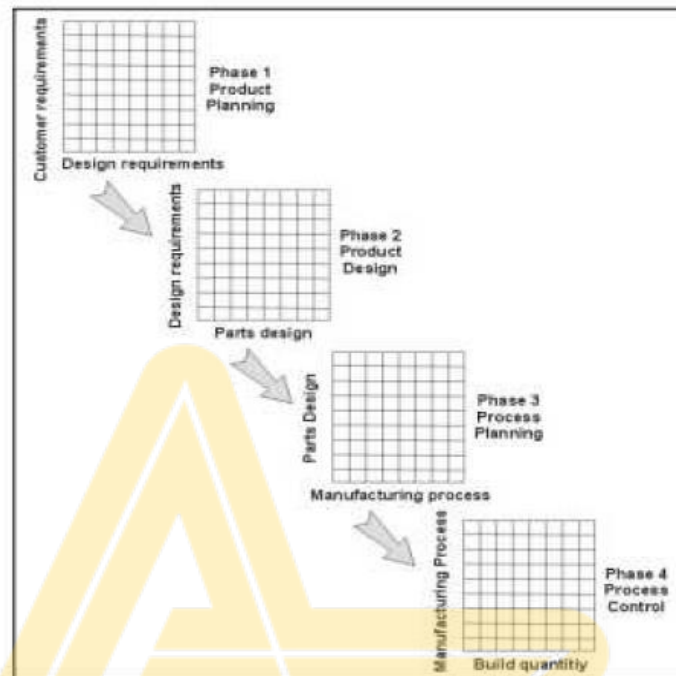 Customer requirements
Phase 1
Product
Planning
Design requirements
Design requirements
Phase 2
Product
Design
Parts design
Parts Design
Phase 3
Process
Planning
Manufacturing process
Manufacturing Process
Phase 4
Process
Control
Build quantitiy